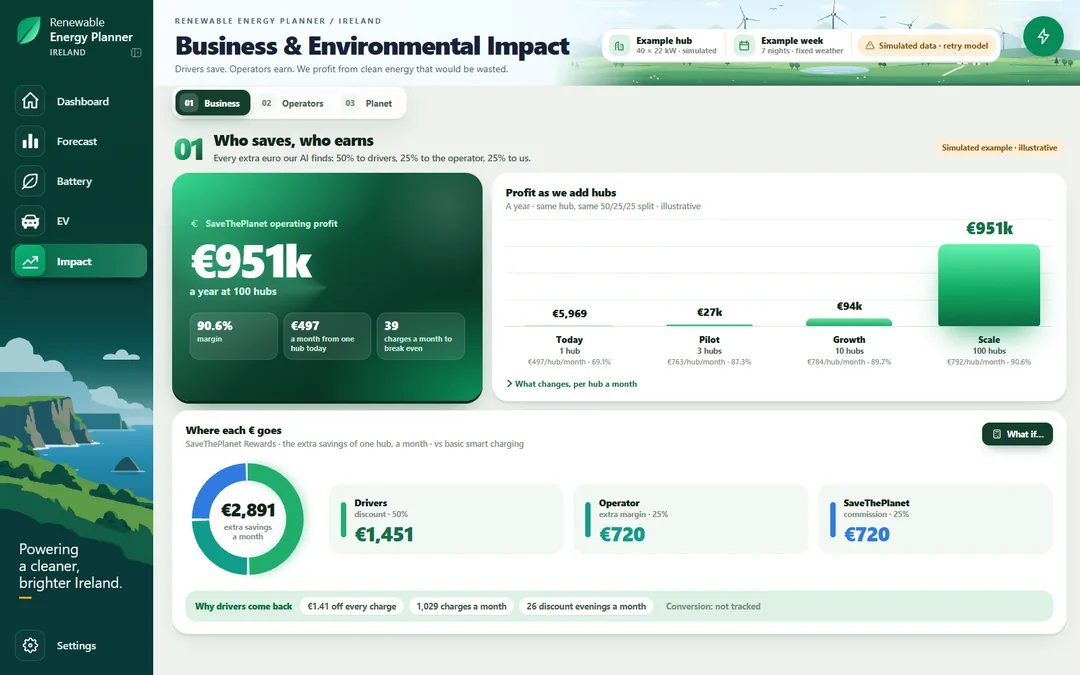 Renewable
Energy Planner
IRELAND
Dashboard
Forecast
Battery
EV
Impact
Powering
a cleaner,
brighter Ireland.
Settings
RENEWABLE ENERGY PLANNER / IRELAND
Business & Environmental Impact
Drivers save. Operators earn. We profit from clean energy that would be wasted.
Example hub
40 × 22 kW · simulated
Example week
7 nights · fixed weather
Simulated data · retry model
01 Business
02 Operators
03 Planet
01 Who saves, who earns
Every extra euro our AI finds: 50% to drivers, 25% to the operator, 25% to us.
Simulated example · illustrative
€ SaveThePlanet operating profit
€951k
a year at 100 hubs
90.6%
margin
€497
a month from one
hub today
39
charges a month to
break even
Profit as we add hubs
A year · same hub, same 50/25/25 split · illustrative
€5,969
Today
1 hub
€497/hub/month · 69.1%
€27k
Pilot
3 hubs
€763/hub/month · 87.3%
€94k
Growth
10 hubs
€784/hub/month · 89.7%
€951k
Scale
100 hubs
€792/hub/month · 90.6%
What changes, per hub a month
Where each € goes
SaveThePlanet Rewards · the extra savings of one hub, a month · vs basic smart charging
What if...
€2,891
extra savings
a month
Drivers
discount · 50%
€1,451
Operator
extra margin · 25%
€720
SaveThePlanet
commission · 25%
€720
Why drivers come back
€1.41 off every charge
1,029 charges a month
26 discount evenings a month
Conversion: not tracked